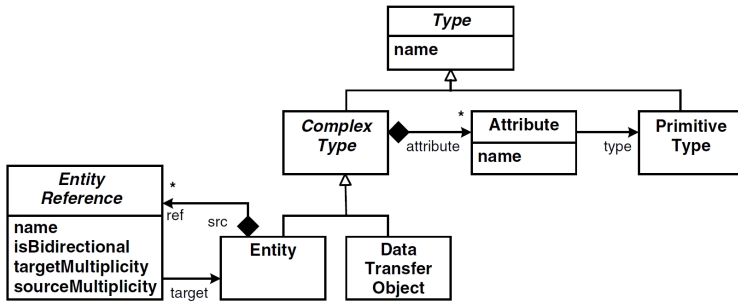 Type
name
Complex
Type
*
attribute
Attribute
name
type
Primitive
Type
Entity
Reference
name
isBidirectional
targetMultiplicity
sourceMultiplicity
*
ref
src
target
Entity
Data
Transfer
Object